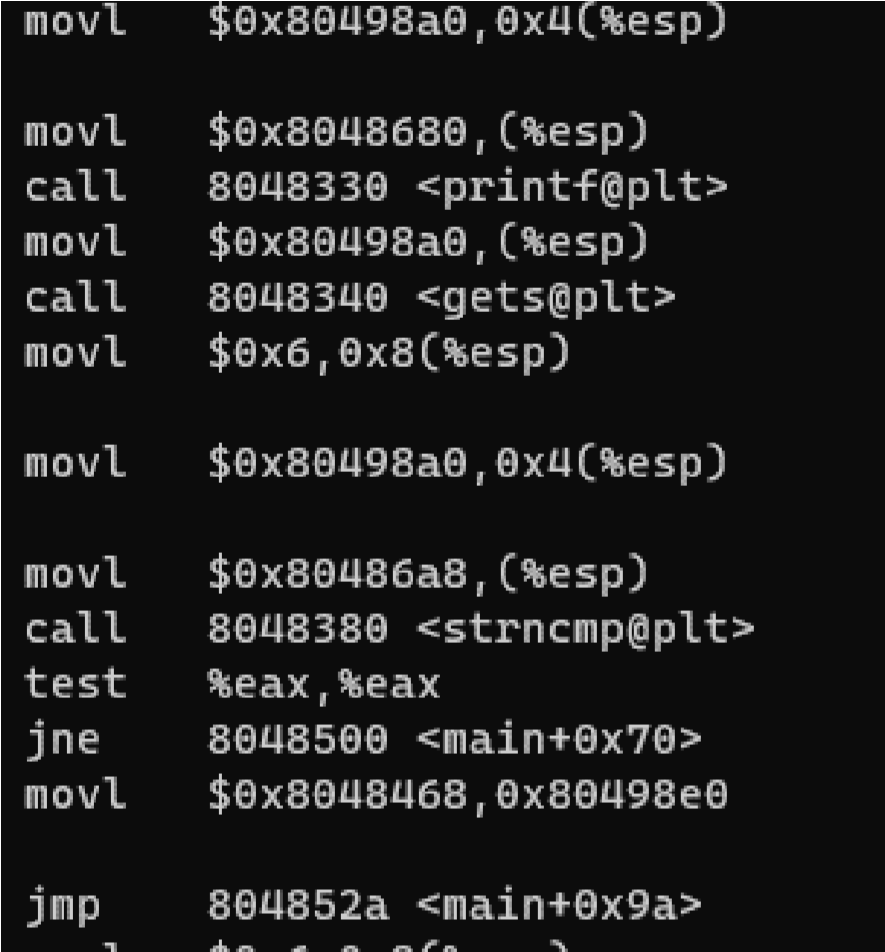 movl   $0x80498a0,0x4(%esp)
movl   $0x8048680,(%esp)
call   8048330 <printf@plt>
movl   $0x80498a0,(%esp)
call   8048340 <gets@plt>
movl   $0x6,0x8(%esp)
movl   $0x80498a0,0x4(%esp)
movl   $0x80486a8,(%esp)
call   8048380 <strncmp@plt>
test   %eax,%eax
jne    8048500 <main+0x70>
movl   $0x8048468,0x80498e0
jmp    804852a <main+0x9a>